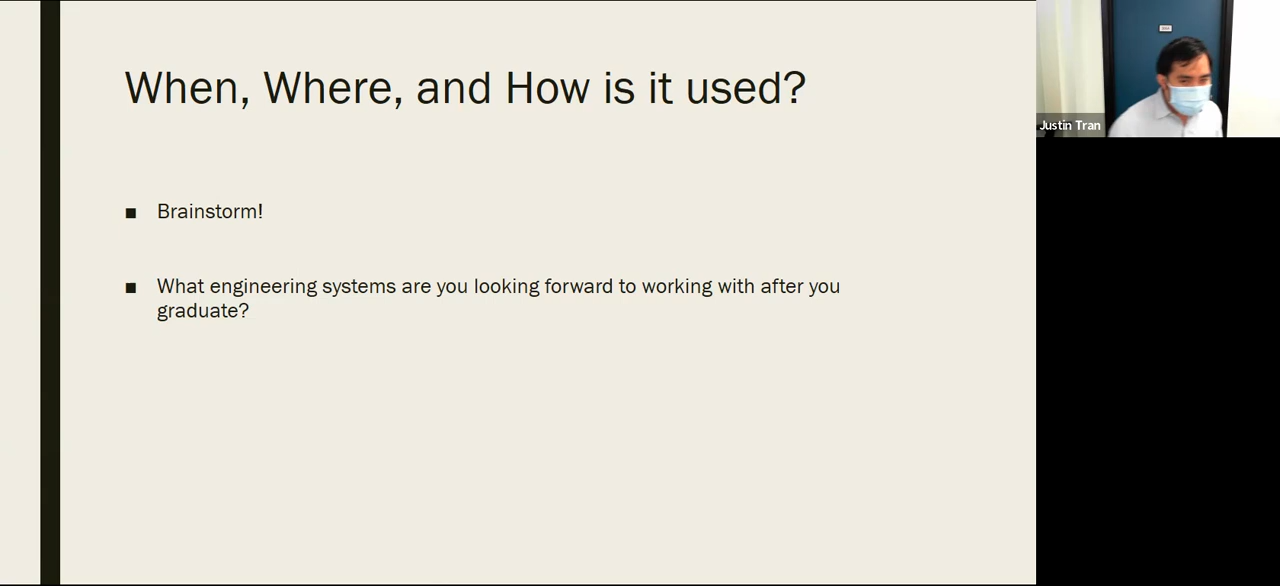 When, Where, and How is it used?
■ Brainstorm!
■ What engineering systems are you looking forward to working with after you
graduate?
Justin Tran